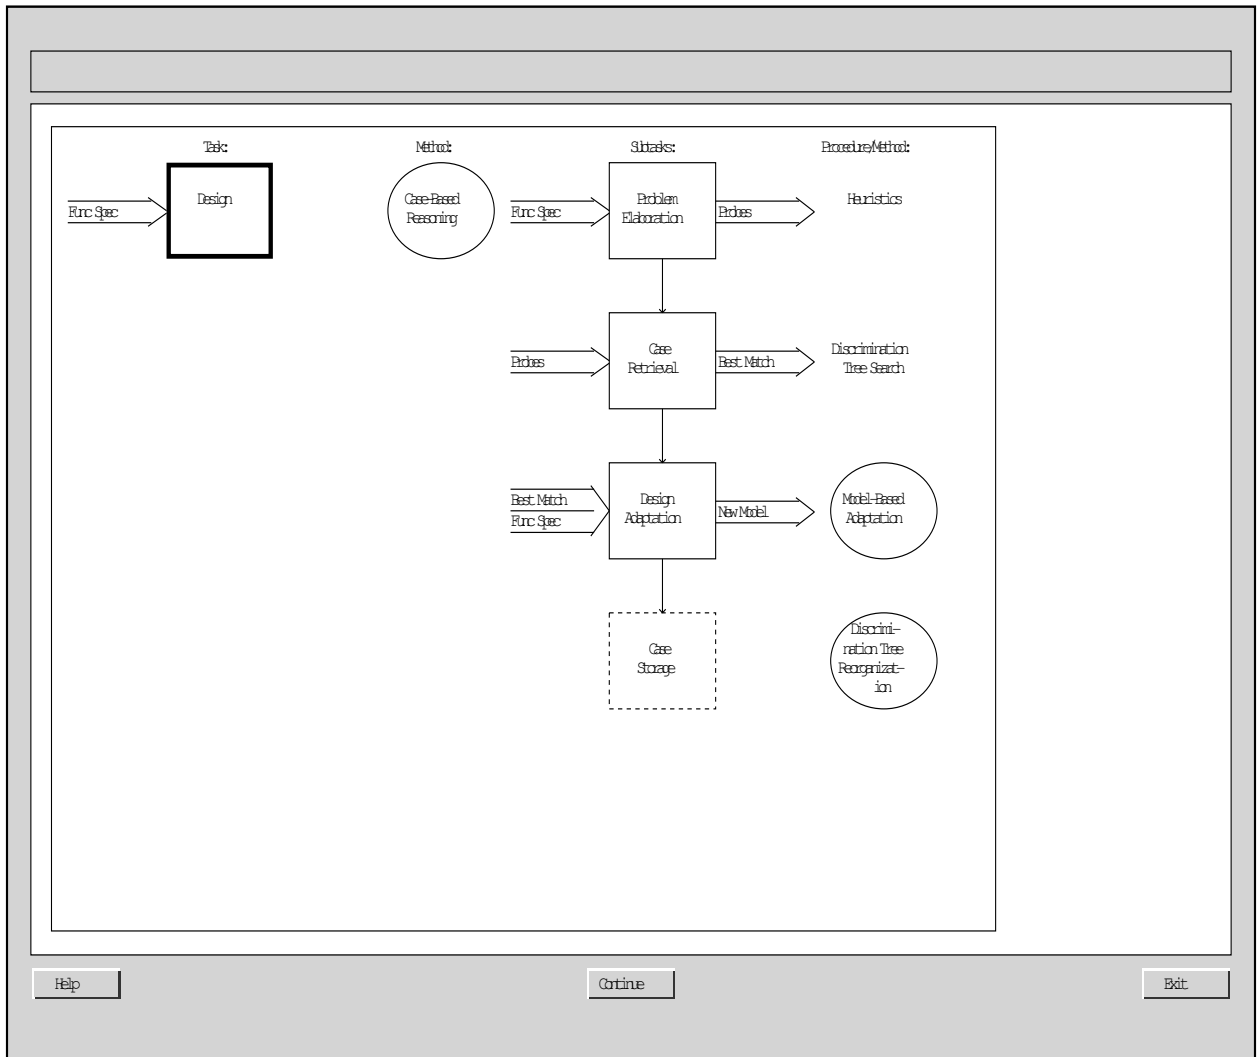 Task:
Method:
Subtasks:
Procedure/Method:
Func Spec
Design
Case-Based
Reasoning
Func Spec
Problem
Elaboration
Probes
Heuristics
Probes
Case
Retrieval
Best Match
Discrimination
Tree Search
Best Match
Func Spec
Design
Adaptation
New Model
Model-Based
Adaptation
Case
Storage
Discrimi-
nation Tree
Reorganizat-
ion
Help
Continue
Exit